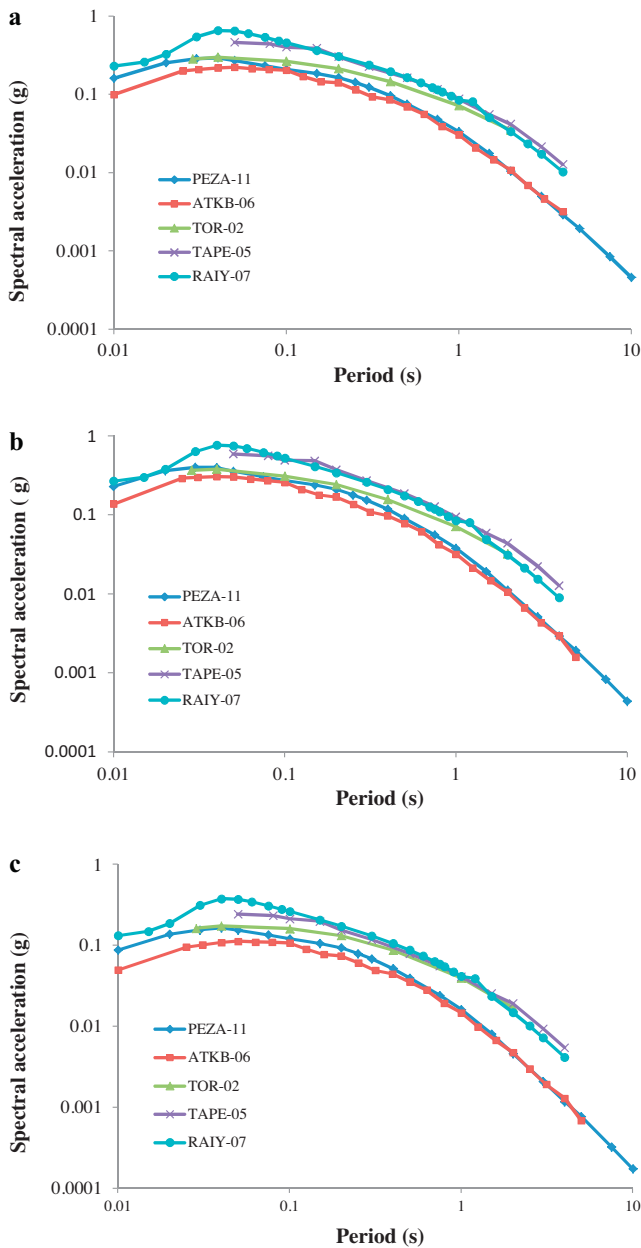 a
Spectral acceleration (g)
1
0.1
0.01
0.001
0.0001
PEZA-11
ATKB-06
TOR-02
TAPE-05
RAIY-07
0.01 0.1 1 10
Period (s)
b
Spectral acceleration ( g)
1
0.1
0.01
0.001
0.0001
PEZA-11
ATKB-06
TOR-02
TAPE-05
RAIY-07
0.01 0.1 1 10
Period (s)
c
Spectral acceleration (g)
1
0.1
0.01
0.001
0.0001
PEZA-11
ATKB-06
TOR-02
TAPE-05
RAIY-07
0.01 0.1 1 10
Period (s)